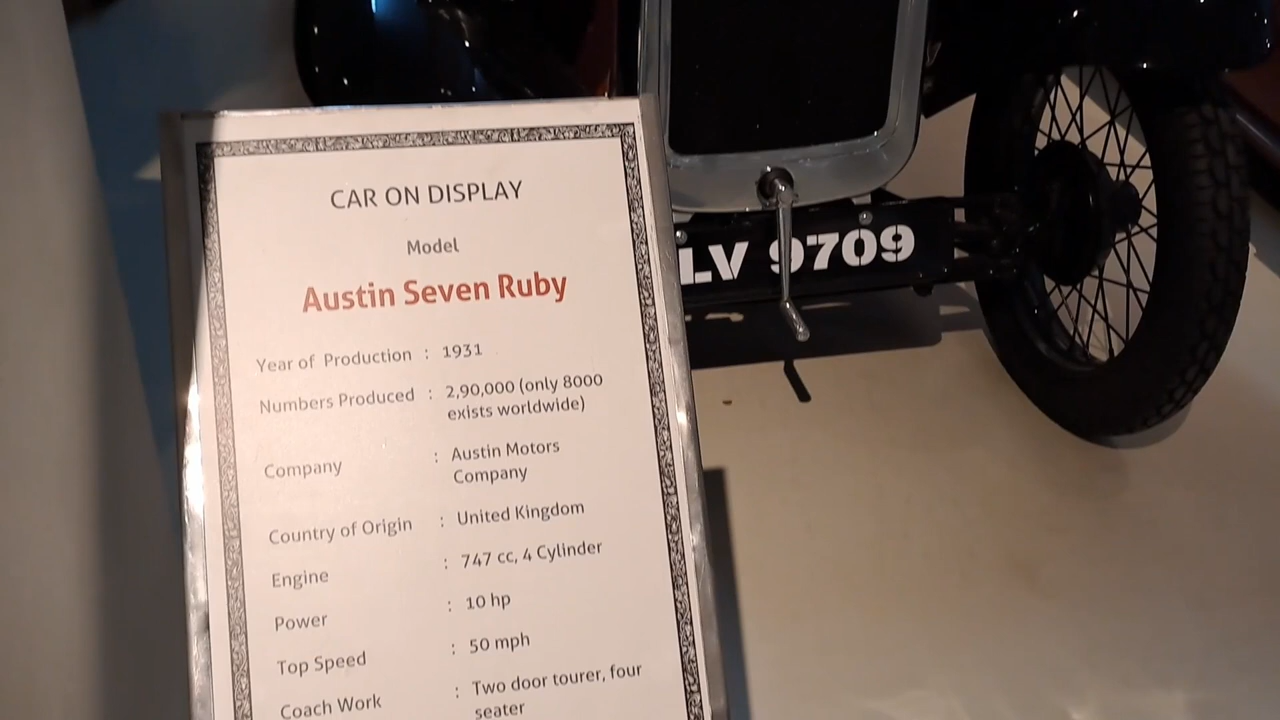 CAR ON DISPLAY
Model
Austin Seven Ruby
Year of Production : 1931
Numbers Produced : 2,90,000 (only 8000
exists worldwide)
Company : Austin Motors
Company
Country of Origin : United Kingdom
Engine : 747 cc, 4 Cylinder
Power : 10 hp
Top Speed : 50 mph
Coach Work : Two door tourer, four
seater
LV 9709